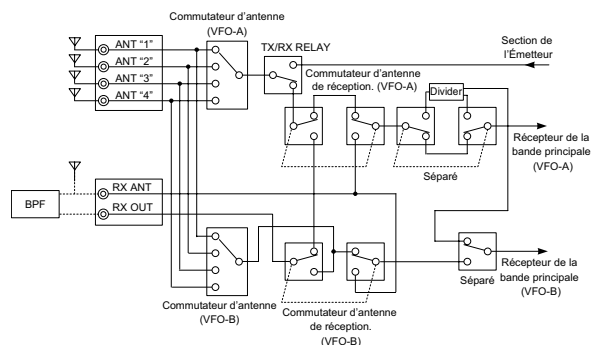 Commutateur d'antenne
(VFO-A)
ANT "1"
ANT "2"
ANT "3"
ANT "4"
TX/RX RELAY
Section de
l'Émetteur
Commutateur d'antenne
de réception. (VFO-A)
Divider
Séparé
Récepteur de la
bande principale
(VFO-A)
BPF
RX ANT
RX OUT
Commutateur d'antenne
(VFO-B)
Commutateur d'antenne
de réception.
(VFO-B)
Séparé
Récepteur de la
bande principale
(VFO-B)